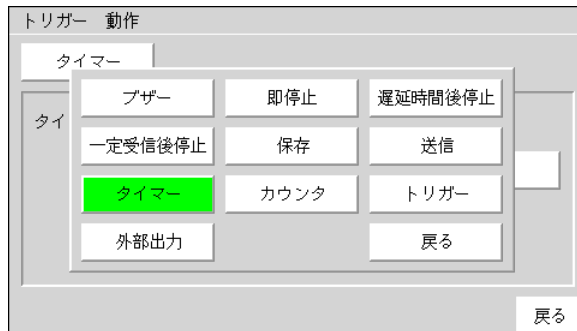 トリガー 動作
タイマー
タイ
ブザー 即停止 遅延時間後停止
一定受信後停止 保存 送信
タイマー カウンタ トリガー
外部出力 戻る
戻る